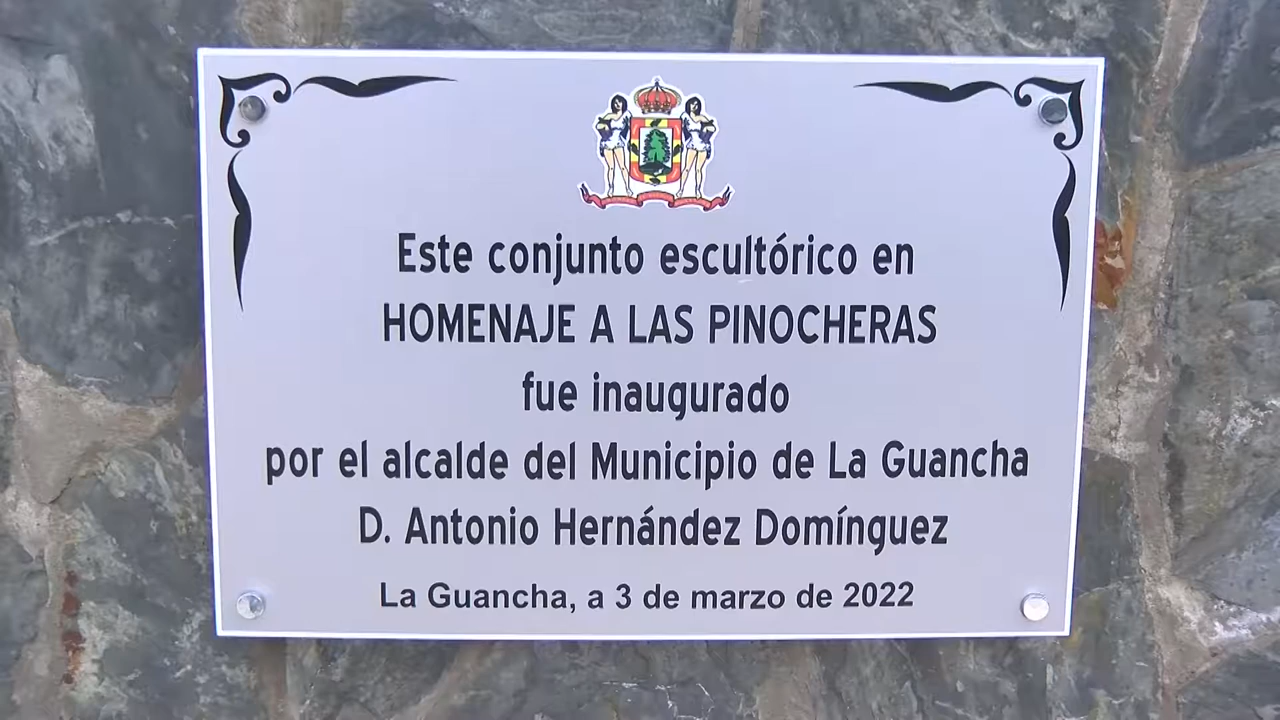 Este conjunto escultórico en
HOMENAJE A LAS PINOCHERAS
fue inaugurado
por el alcalde del Municipio de La Guancha
D. Antonio Hernández Domínguez
La Guancha, a 3 de marzo de 2022